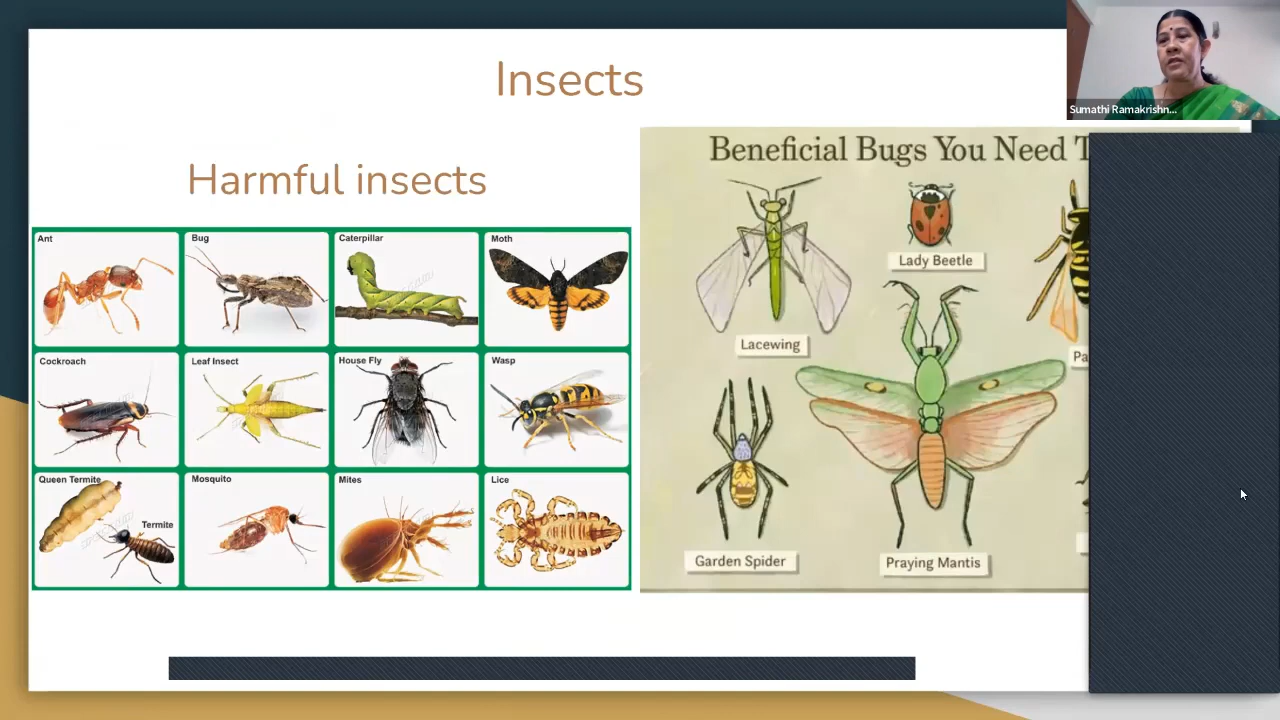 Insects
Sumathi Ramakrishn...
Harmful insects
Ant
Bug
Caterpillar
Moth
Cockroach
Leaf Insect
House Fly
Wasp
Queen Termite
Termite
Mosquito
Mites
Lice
Beneficial Bugs You Need T
Lady Beetle
Lacewing
Pa
Garden Spider
Praying Mantis